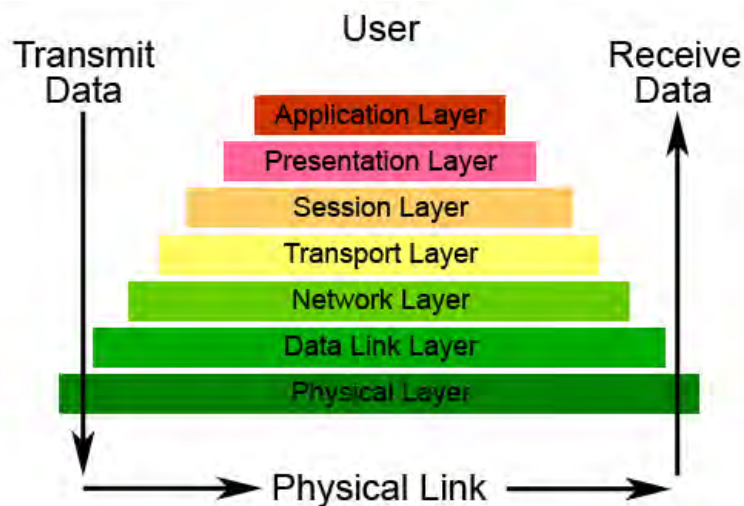 User
Transmit
Data
Receive
Data
Application Layer
Presentation Layer
Session Layer
Transport Layer
Network Layer
Data Link Layer
Physical Layer
Physical Link